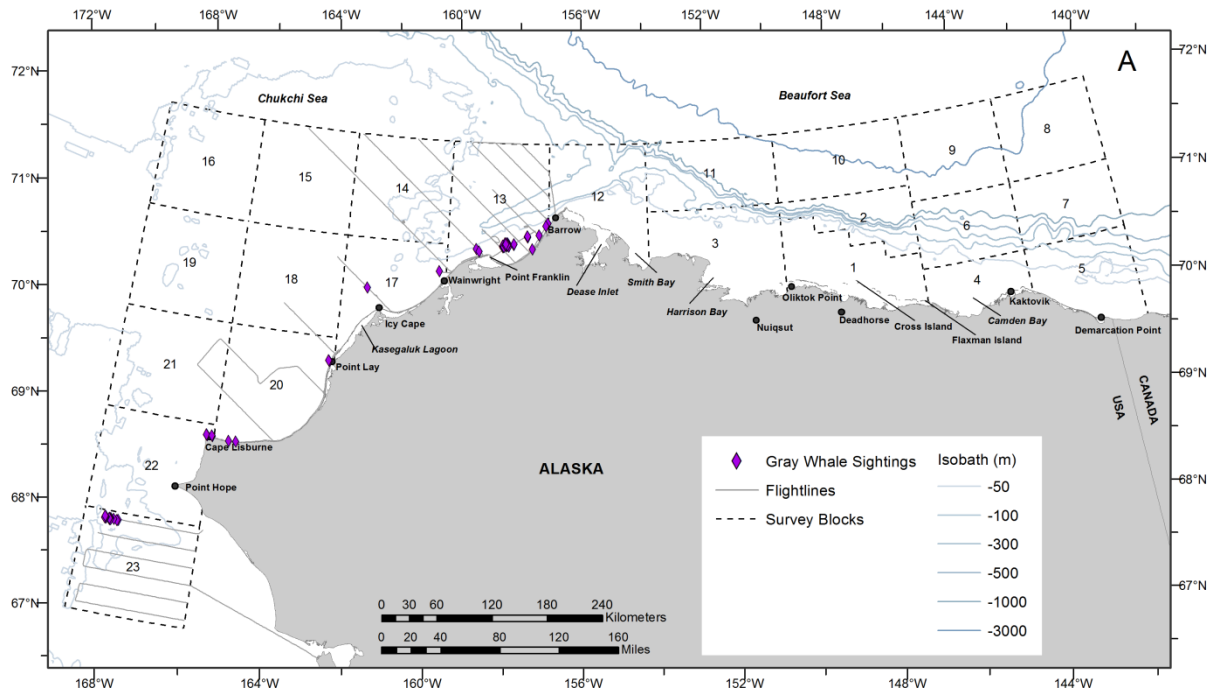 172°W 168°W 164°W 160°W 156°W 152°W 148°W 144°W 140°W
72°N 72°N
A
Chukchi Sea Beaufort Sea
8
16 15 9
71°N 14 10 71°N
13 12 11
7
Barrow
2 6
19 3
18 17 1 5
70°N Wainwright Point Franklin 4 70°N
Dease Inlet Smith Bay
Harrison Bay
Oliktok Point Kaktovik
Icy Cape Nuiqsut Deadhorse Cross Island Camden Bay Demarcation Point
Flaxman Island
Kasegaluk Lagoon
21 20 Point Lay
69°N 69°N
USA CANADA
Cape Lisburne
22
ALASKA
Point Hope
68°N 68°N
23
67°N 67°N
Gray Whale Sightings
Flightlines
Survey Blocks
Isobath (m)
-50
-100
-300
-500
-1000
-3000
0 30 60 120 180 240
Kilometers
0 20 40 80 120 160
Miles
168°W 164°W 160°W 156°W 152°W 148°W 144°W